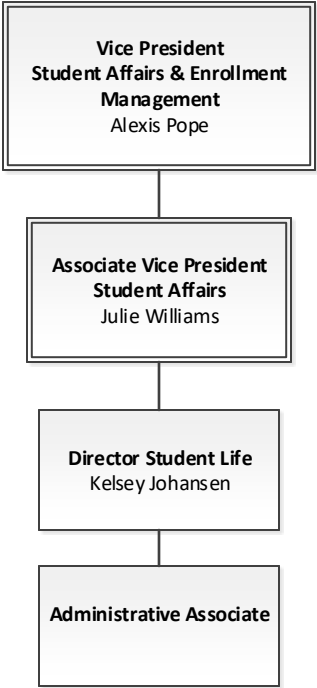 Vice President
Student Affairs & Enrollment
Management
Alexis Pope
Associate Vice President
Student Affairs
Julie Williams
Director Student Life
Kelsey Johansen
Administrative Associate